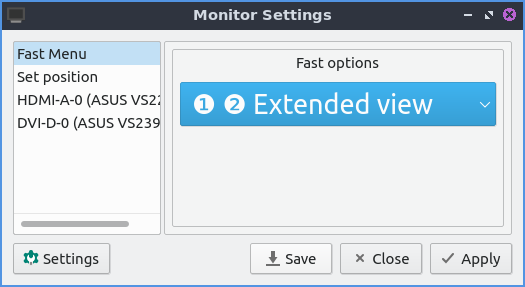 Monitor Settings
Fast Menu
Set position
HDMI-A-0 (ASUS VS22
DVI-D-0 (ASUS VS239
Fast options
❶ ❷ Extended view
Settings
Save
Close
Apply